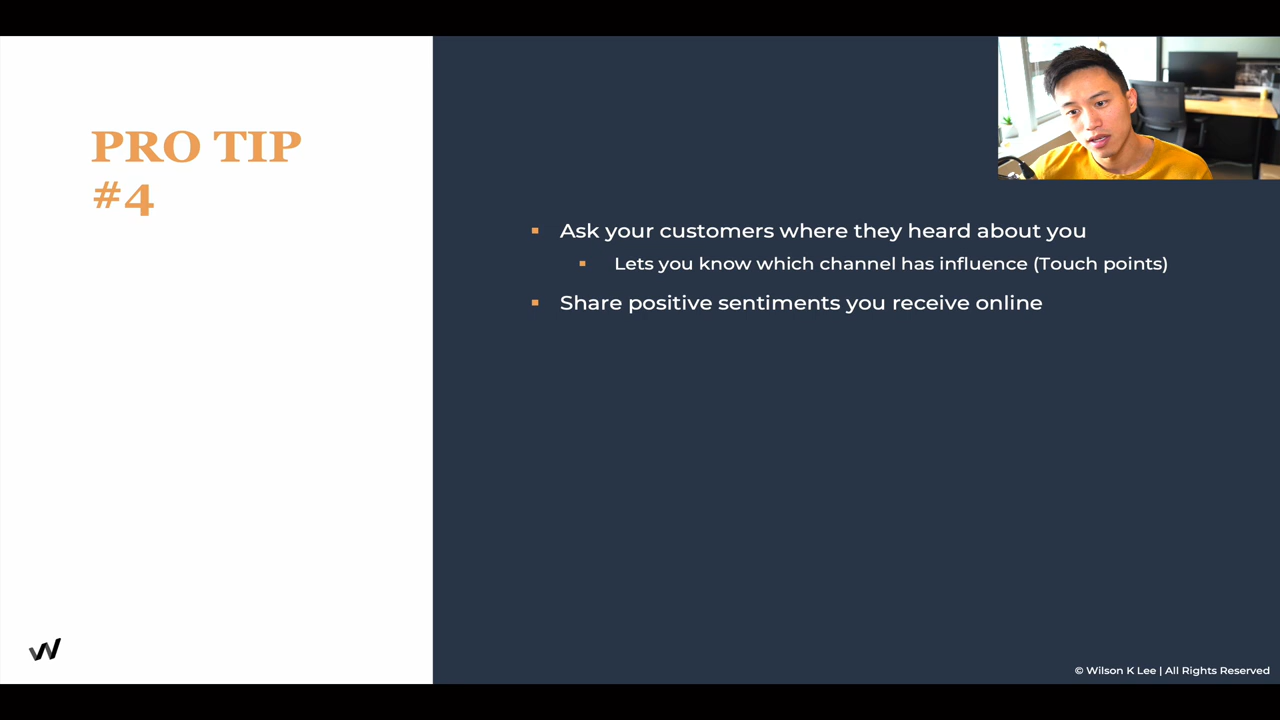 PRO TIP
#4
Ask your customers where they heard about you
Lets you know which channel has influence (Touch points)
Share positive sentiments you receive online
© Wilson K Lee | All Rights Reserved